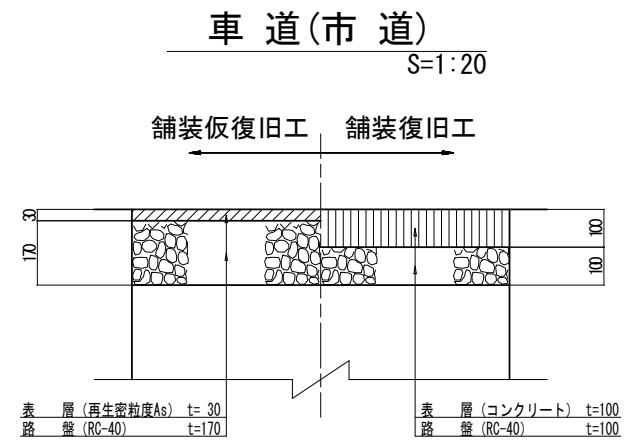 車 道(市 道)
S=1:20
舗装仮復旧工 舗装復旧工
30
170
100
100
表 層(再生密粒度As) t= 30
路 盤(RC-40) t=170
表 層(コンクリート) t=100
路 盤(RC-40) t=100